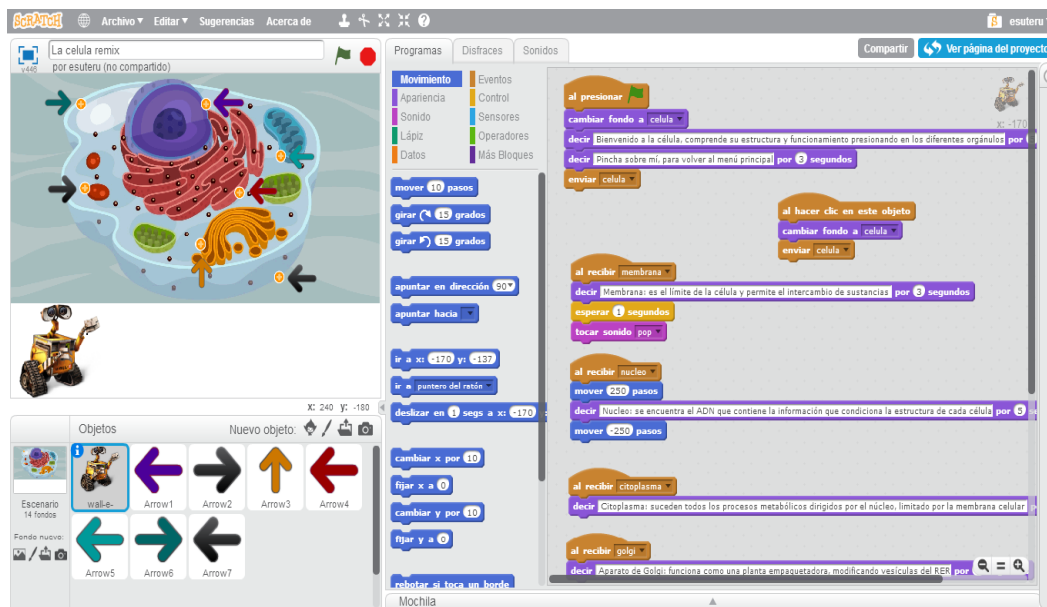 SCRATCH Archivo Editar Sugerencias Acerca de esuteru
La celula remix
por esuteru (no compartido)
v446
Programas Disfraces Sonidos
Compartir Ver página del proyecto
Movimiento Eventos
Apariencia Control
Sonido Sensores
Lápiz Operadores
Datos Más Bloques
mover 10 pasos
girar 15 grados
girar 15 grados
apuntar en dirección 90
apuntar hacia
ir a x: -170 y: -137
ir a puntero del ratón
deslizar en 1 segs a x: -170
cambiar x por 10
fijar x a 0
cambiar y por 10
fijar y a 0
rebotar si toca un borde
x: -170
al presionar
cambiar fondo a celula
decir Bienvenido a la célula, comprende su estructura y funcionamiento presionando en los diferentes orgánulos por
decir Pincha sobre mí, para volver al menú principal por 3 segundos
enviar celula
al hacer clic en este objeto
cambiar fondo a celula
enviar celula
al recibir membrana
decir Membrana: es el límite de la célula y permite el intercambio de sustancias por 3 segundos
esperar 1 segundos
tocar sonido pop
al recibir nucleo
mover 250 pasos
decir Nucleo: se encuentra el ADN que contiene la información que condiciona la estructura de cada célula por 5
mover -250 pasos
al recibir citoplasma
decir Citoplasma: suceden todos los procesos metabólicos dirigidos por el núcleo, limitado por la membrana celular
al recibir golgi
decir Aparato de Golgi: funciona como una planta empaquetadora, modificando vesículas del RER por
x: 240 y: -180
Objetos Nuevo objeto:
Escenario
14 fondos
Fondo nuevo:
wall-e- Arrow1 Arrow2 Arrow3 Arrow4
Arrow5 Arrow6 Arrow7
Mochila